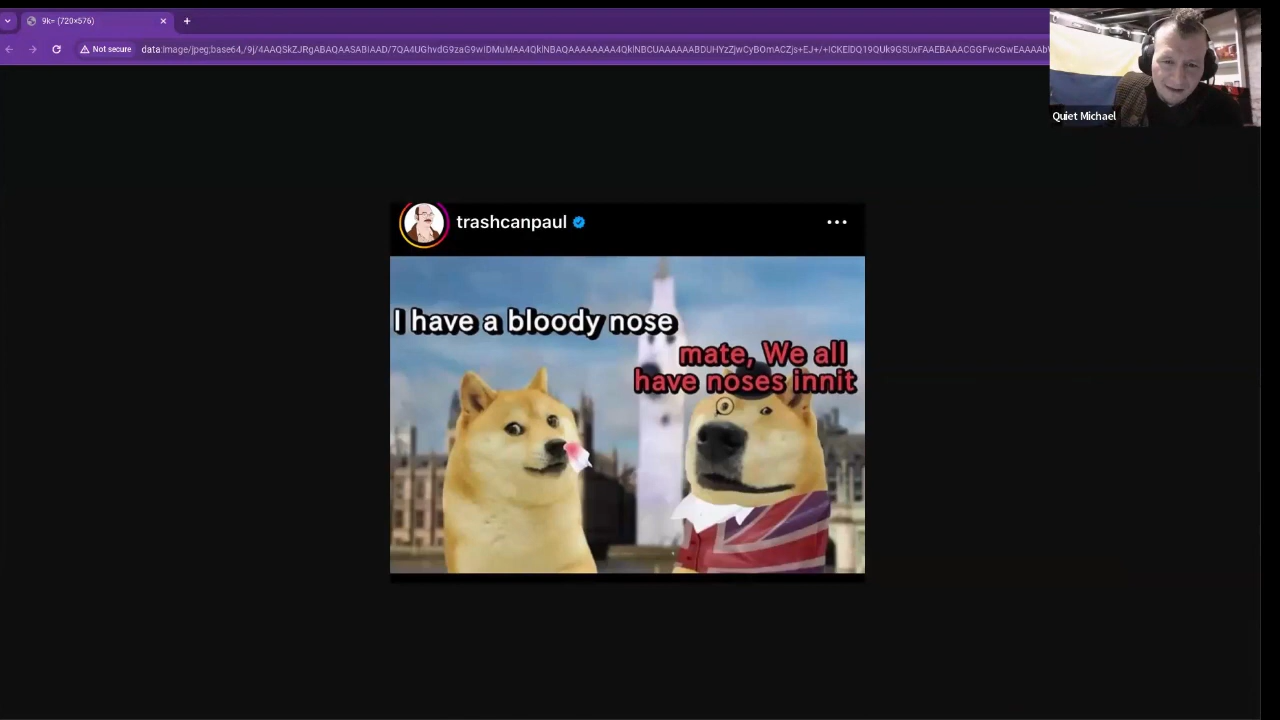 9k= (720×576)
Not secure
Quiet Michael
trashcanpaul
I have a bloody nose
mate, We all
have noses innit